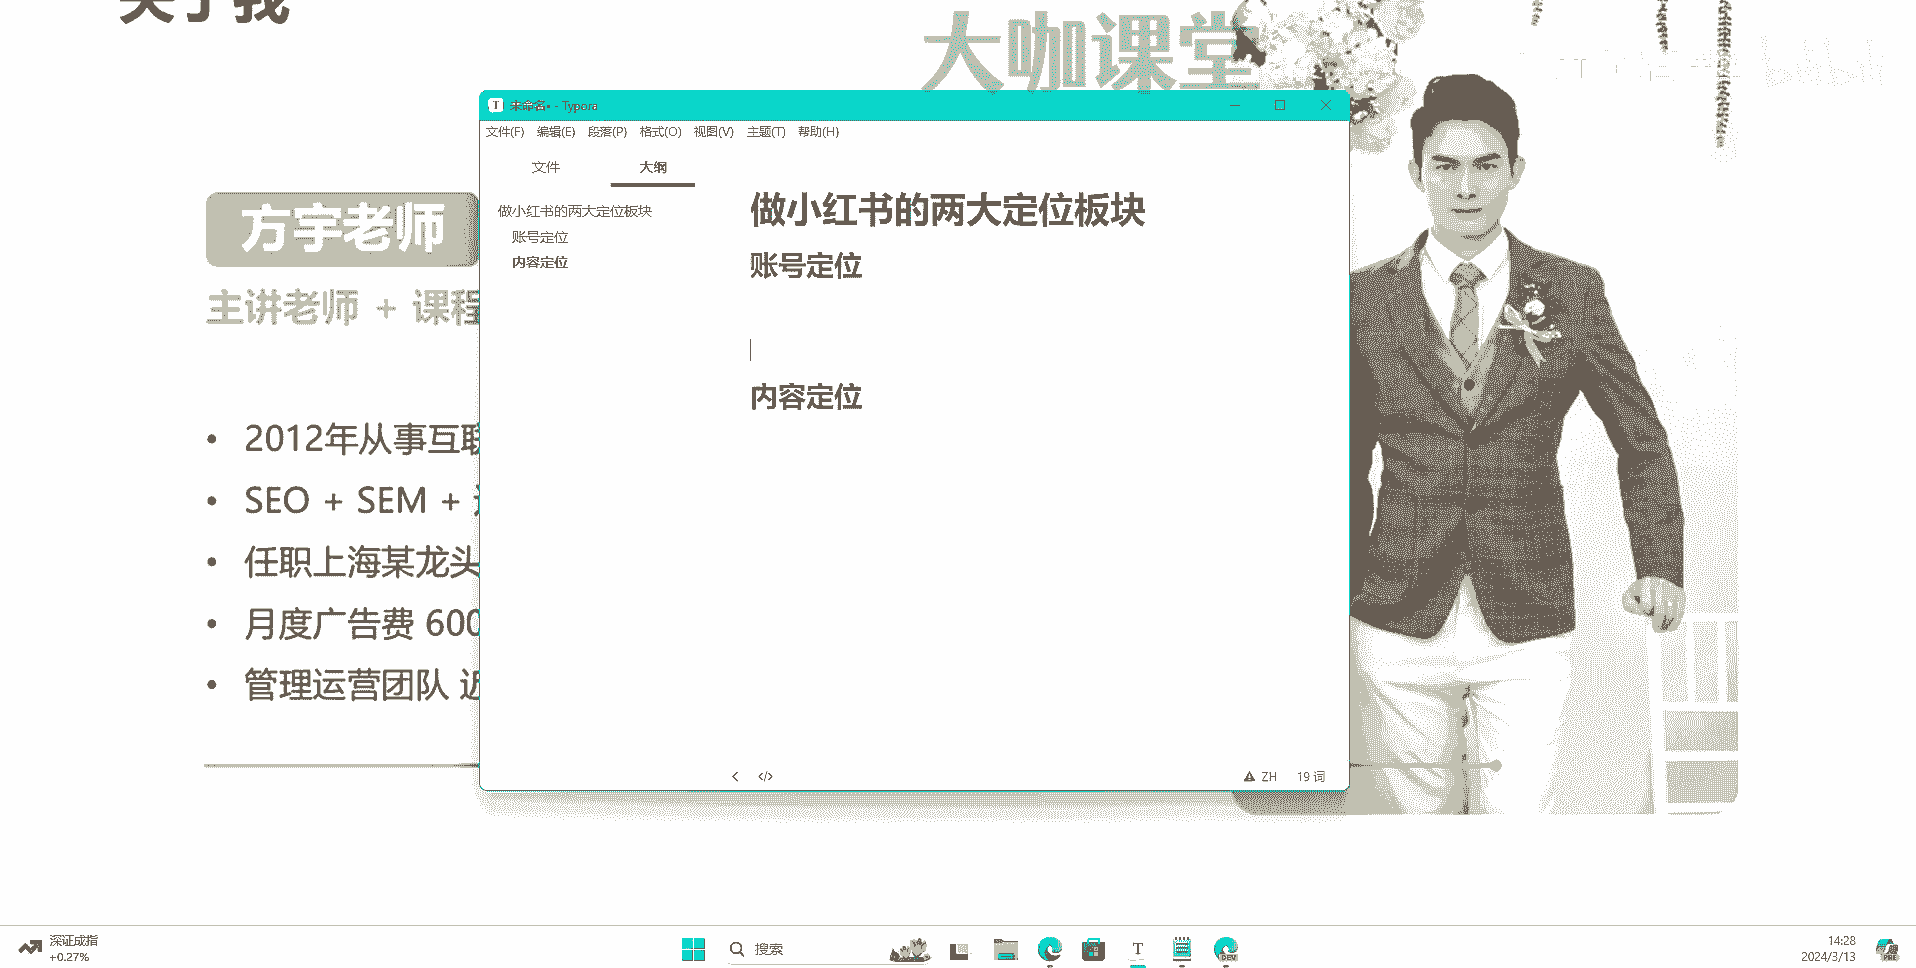 关于我
大咖课堂
bilibili
未命名• - Typora
文件(F) 编辑(E) 段落(P) 格式(O) 视图(V) 主题(T) 帮助(H)
文件 大纲
做小红书的两大定位板块
账号定位
内容定位
做小红书的两大定位板块
账号定位
内容定位
ZH 19 词
方宇老师
主讲老师 + 课程
• 2012年从事互联
• SEO + SEM +
• 任职上海某龙头
• 月度广告费 600
• 管理运营团队 近
深证成指
+0.27%
搜索
T
DEV
14:28
2024/3/13
PRE